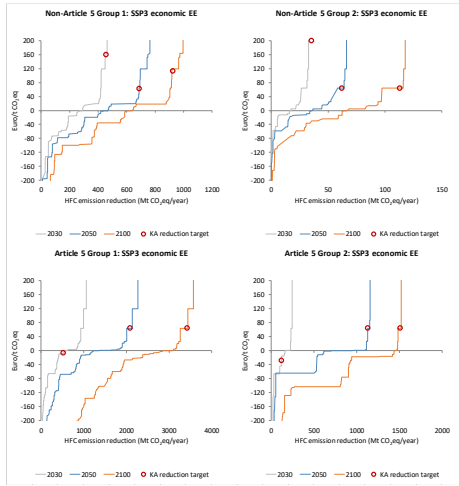 Non-Article 5 Group 1: SSP3 economic EE
200
160
120
80
40
0
-40
-80
-120
-160
-200
Euro/t CO2eq
0 200 400 600 800 1000 1200
HFC emission reduction (Mt CO2eq/year)
2030 2050 2100 KA reduction target
Non-Article 5 Group 2: SSP3 economic EE
200
160
120
80
40
0
-40
-80
-120
-160
-200
0 50 100 150
HFC emission reduction (Mt CO2eq/year)
2030 2050 2100 KA reduction target
Article 5 Group 1: SSP3 economic EE
200
160
120
80
40
0
-40
-80
-120
-160
-200
Euro/t CO2eq
0 1000 2000 3000 4000
HFC emission reduction (Mt CO2eq/year)
2030 2050 2100 KA reduction target
Article 5 Group 2: SSP3 economic EE
200
160
120
80
40
0
-40
-80
-120
-160
-200
0 500 1000 1500 2000
HFC emission reduction (Mt CO2eq/year)
2030 2050 2100 KA reduction target